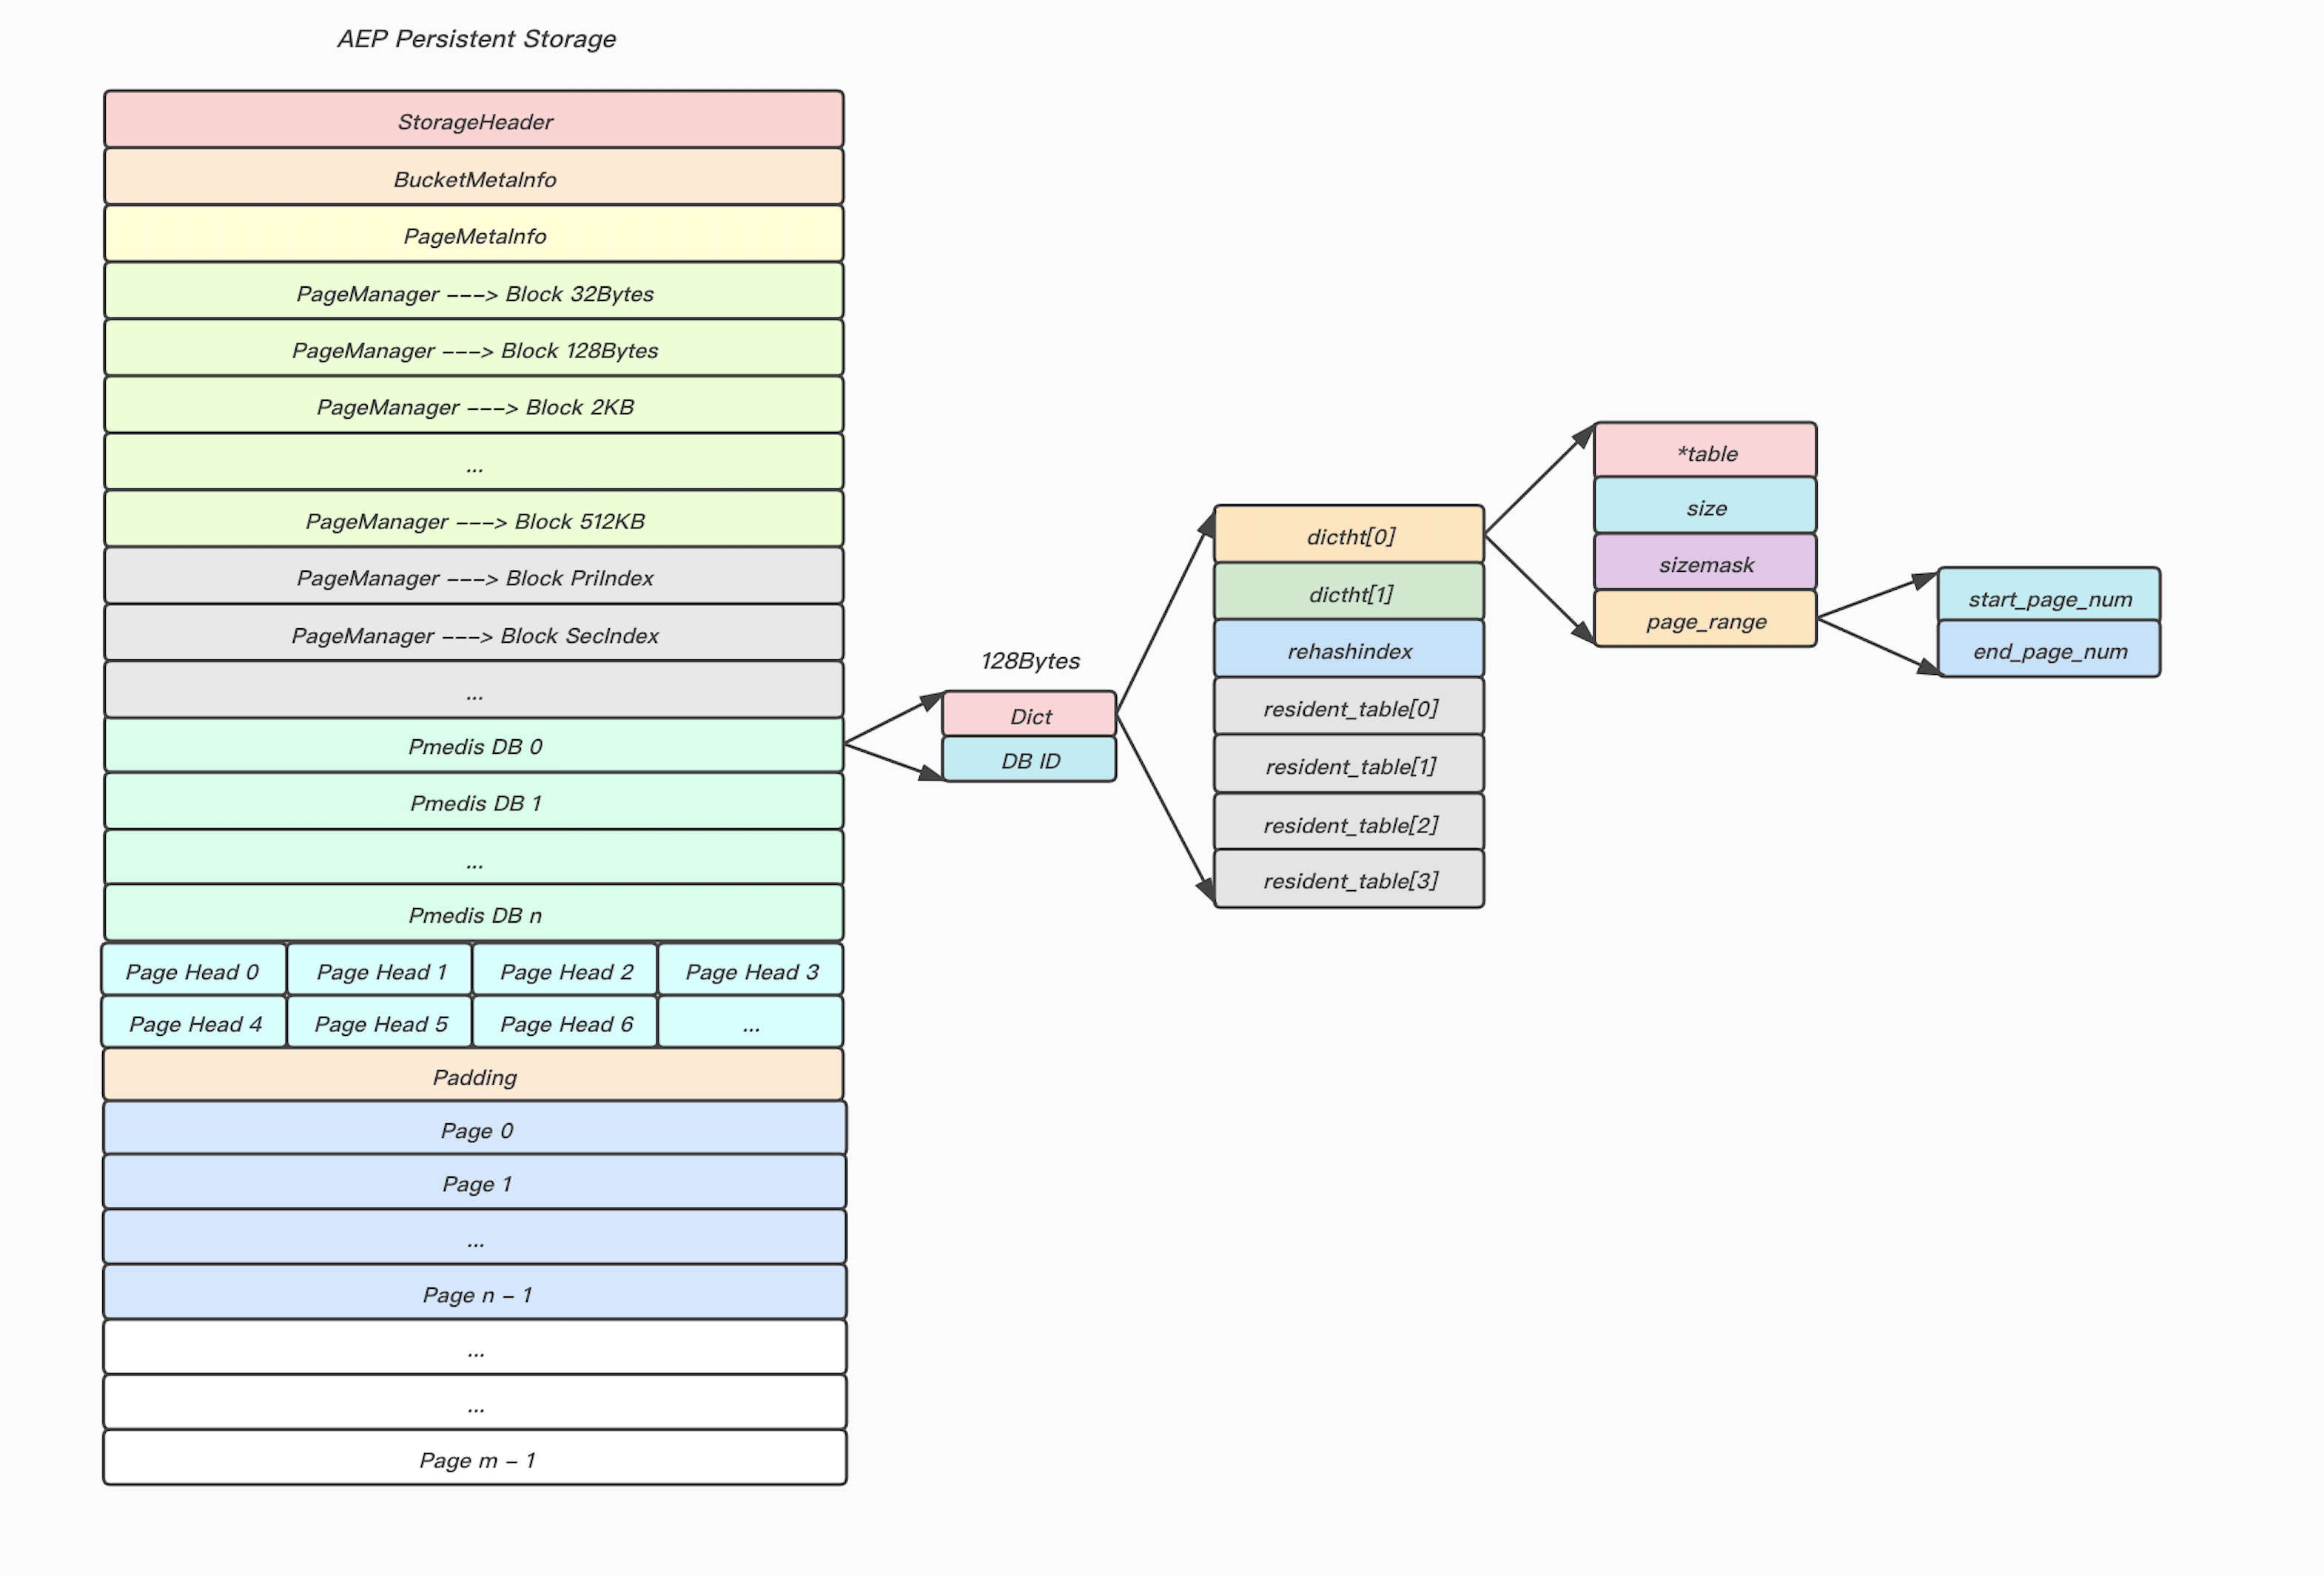 AEP Persistent Storage
StorageHeader
BucketMetaInfo
PageMetaInfo
PageManager ---> Block 32Bytes
PageManager ---> Block 128Bytes
PageManager ---> Block 2KB
...
PageManager ---> Block 512KB
PageManager ---> Block PriIndex
PageManager ---> Block SecIndex
...
Pmedis DB 0
Pmedis DB 1
...
Pmedis DB n
Page Head 0 Page Head 1 Page Head 2 Page Head 3
Page Head 4 Page Head 5 Page Head 6 ...
Padding
Page 0
Page 1
...
Page n - 1
...
...
Page m - 1
128Bytes
Dict
DB ID
dictht[0]
dictht[1]
rehashindex
resident_table[0]
resident_table[1]
resident_table[2]
resident_table[3]
*table
size
sizemask
page_range
start_page_num
end_page_num